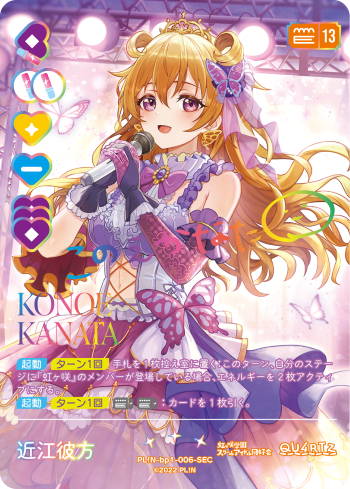 13
KONOE
KANATA
起動 ターン1回 手札を1枚控え室に置く:このターン、自分のステー
ジに『虹ヶ咲』のメンバーが登場している場合、エネルギーを2枚アクティ
ブにする。
起動 ターン1回 :カードを1枚引く。
近江彼方
虹ヶ咲学園
スクールアイドル同好会
QU4RTZ
PL!N-bp1-006-SEC
©2022 PL!N